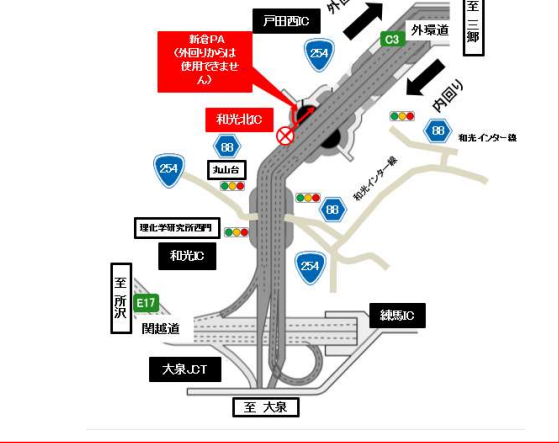 至 三郷
戸田西IC
外回
外環道
C3
新倉PA
(外回りからは
使用できませ
ん)
254
内回り
和光北IC
88
88
和光インター線
254
丸山台
和光インター線
88
理化学研究所西門
和光IC
254
至 所沢
E17
関越道
練馬IC
大泉JCT
至 大泉